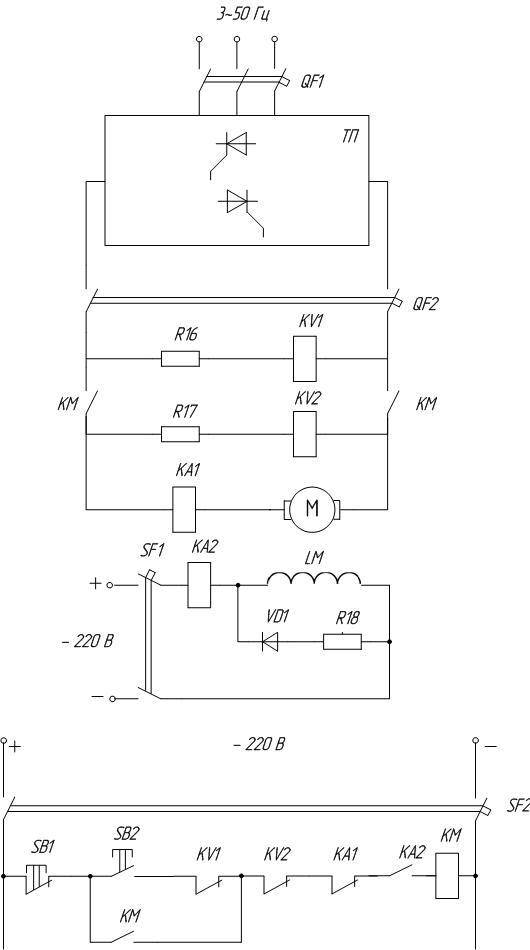 3~50 Гц
QF1
ТП
QF2
R16
KV1
KM
KM
R17
KV2
KA1
M
SF1
KA2
LM
+
VD1
R18
– 220 В
–
+
– 220 В
–
SF2
SB1
SB2
KV1
KV2
KA1
KA2
KM
KM